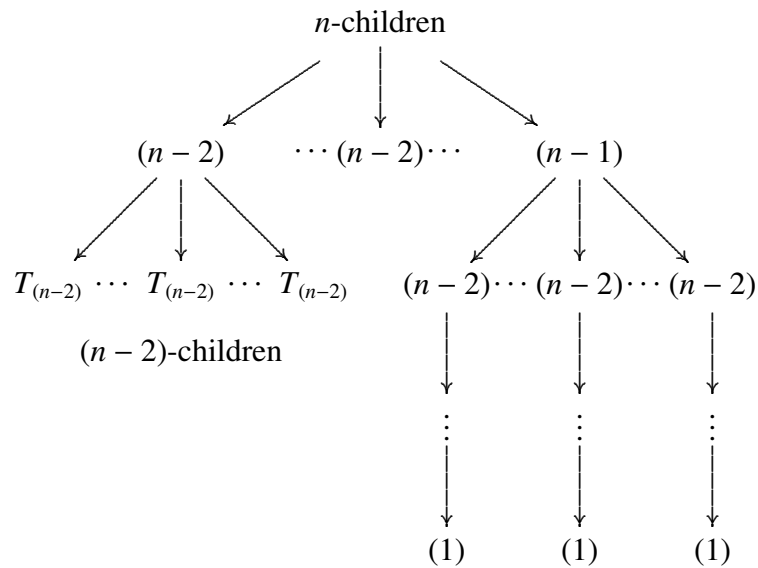 n-children
(n − 2) ⋯ (n − 2) ⋯ (n − 1)
T(n−2) ⋯ T(n−2) ⋯ T(n−2) (n − 2) ⋯ (n − 2) ⋯ (n − 2)
(n − 2)-children
⋮ ⋮ ⋮
(1) (1) (1)